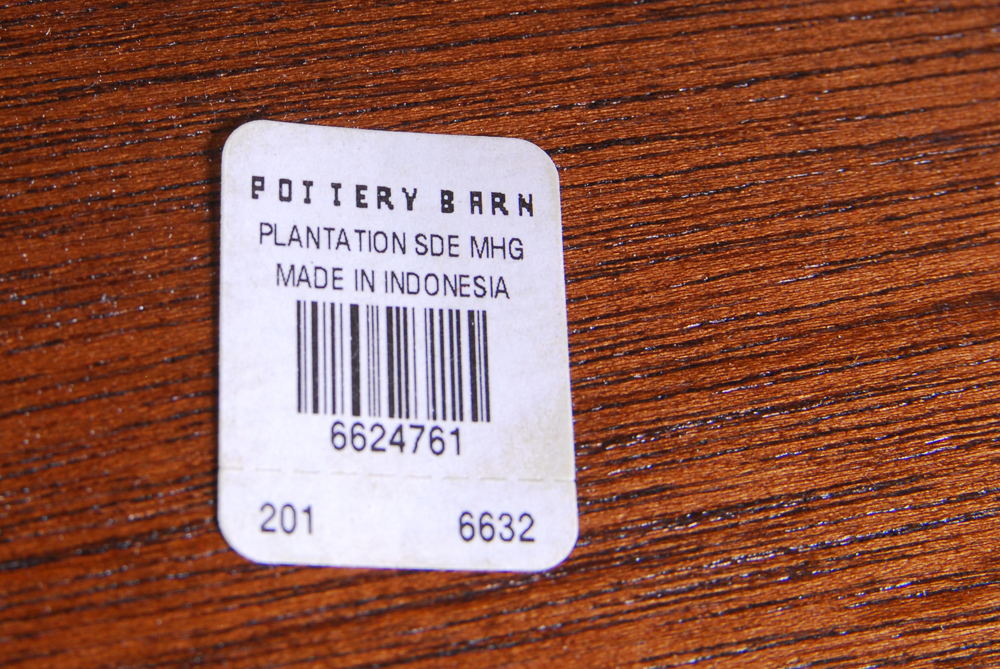 POTTERY BARN
PLANTATION SDE MHG
MADE IN INDONESIA
6624761
201 6632